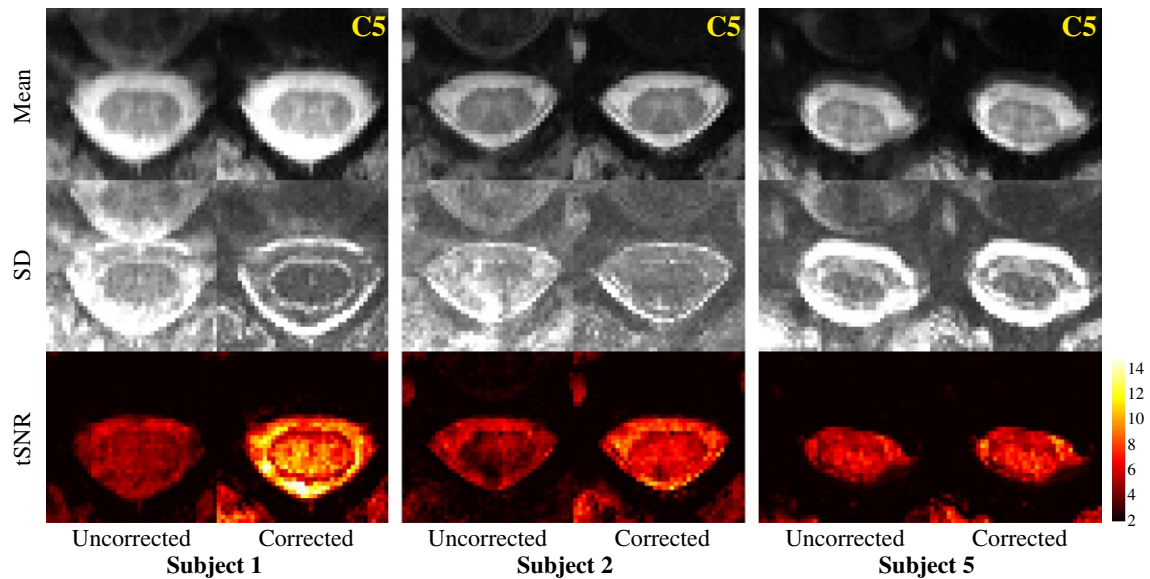 C5 C5 C5
Mean
SD
tSNR
14
12
10
8
6
4
2
Uncorrected Corrected Uncorrected Corrected Uncorrected Corrected
Subject 1 Subject 2 Subject 5